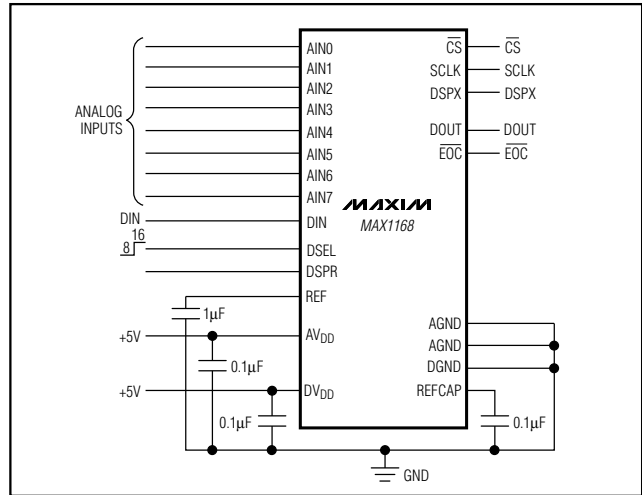 AIN0
AIN1
AIN2
AIN3
AIN4
AIN5
AIN6
AIN7
ANALOG
INPUTS
DIN
DIN
16
8
DSEL
DSPR
REF
1µF
+5V
AVDD
0.1µF
+5V
DVDD
0.1µF
MAXIM
MAX1168
CS
CS
SCLK
SCLK
DSPX
DSPX
DOUT
DOUT
EOC
EOC
AGND
AGND
DGND
REFCAP
0.1µF
GND